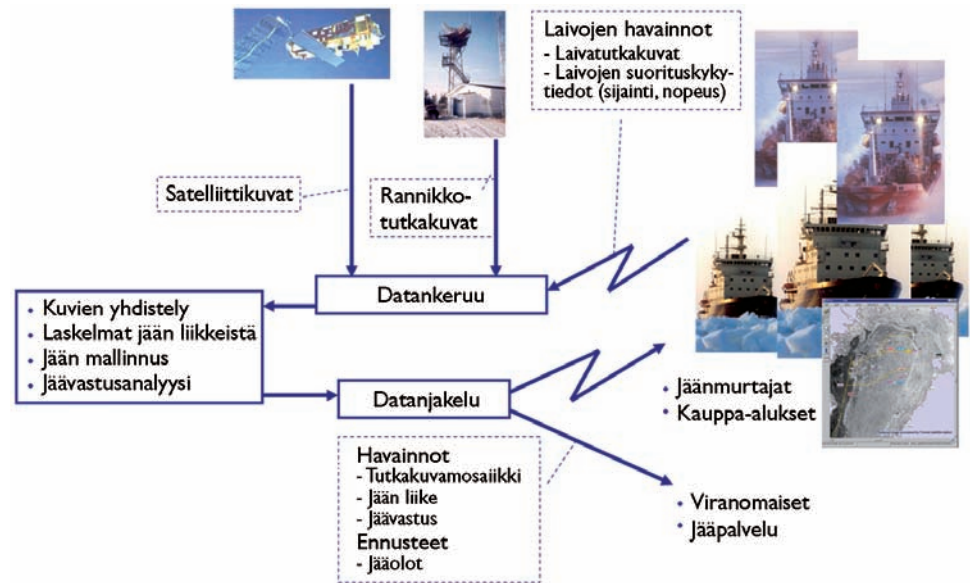 Laivojen havainnot
- Laivatutkakuvat
- Laivojen suorituskyky-
tiedot (sijainti, nopeus)
Satelliittikuvat
Rannikko-
tutkakuvat
Datankeruu
• Kuvien yhdistely
• Laskelmat jään liikkeistä
• Jään mallinnus
• Jäävastusanalyysi
Datanjakelu
• Jäänmurtajat
• Kauppa-alukset
Havainnot
- Tutkakuvamosaiikki
- Jään liike
- Jäävastus
Ennusteet
- Jääolot
• Viranomaiset
• Jääpalvelu